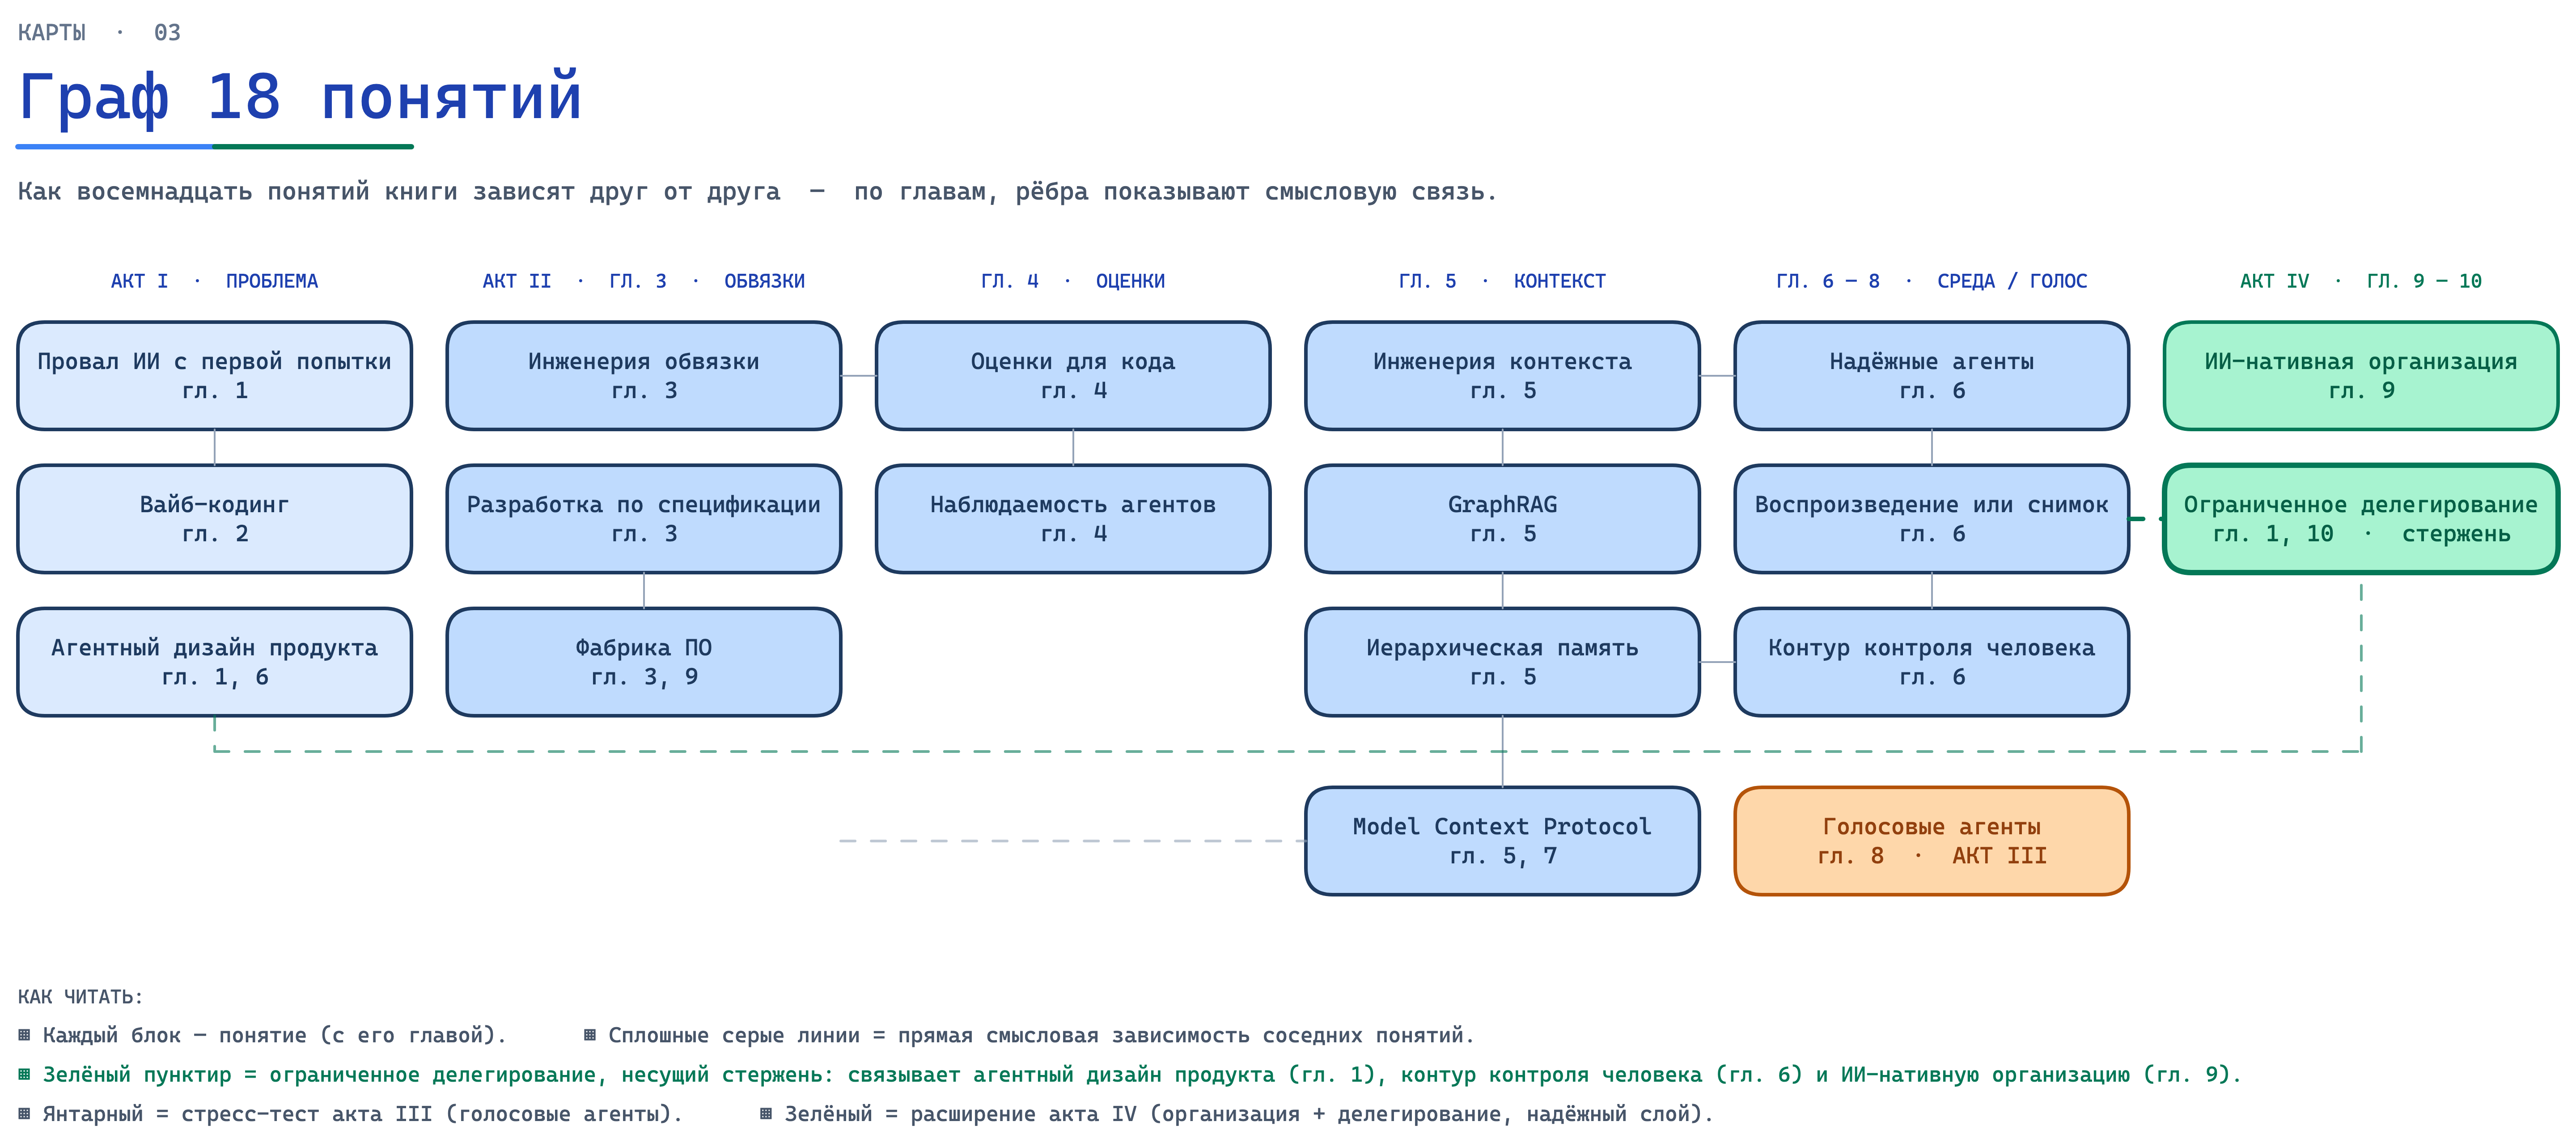 КАРТЫ · 03
Граф 18 понятий
Как восемнадцать понятий книги зависят друг от друга — по главам, рёбра показывают смысловую связь.
АКТ I · ПРОБЛЕМА
АКТ II · ГЛ. 3 · ОБВЯЗКИ
ГЛ. 4 · ОЦЕНКИ
ГЛ. 5 · КОНТЕКСТ
ГЛ. 6 – 8 · СРЕДА / ГОЛОС
АКТ IV · ГЛ. 9 – 10
Провал ИИ с первой попытки
гл. 1
Инженерия обвязки
гл. 3
Оценки для кода
гл. 4
Инженерия контекста
гл. 5
Надёжные агенты
гл. 6
ИИ-нативная организация
гл. 9
Вайб-кодинг
гл. 2
Разработка по спецификации
гл. 3
Наблюдаемость агентов
гл. 4
GraphRAG
гл. 5
Воспроизведение или снимок
гл. 6
Ограниченное делегирование
гл. 1, 10 · стержень
Агентный дизайн продукта
гл. 1, 6
Фабрика ПО
гл. 3, 9
Иерархическая память
гл. 5
Контур контроля человека
гл. 6
Model Context Protocol
гл. 5, 7
Голосовые агенты
гл. 8 · АКТ III
КАК ЧИТАТЬ:
▦ Каждый блок — понятие (с его главой). ▦ Сплошные серые линии = прямая смысловая зависимость соседних понятий.
▦ Зелёный пунктир = ограниченное делегирование, несущий стержень: связывает агентный дизайн продукта (гл. 1), контур контроля человека (гл. 6) и ИИ-нативную организацию (гл. 9).
▦ Янтарный = стресс-тест акта III (голосовые агенты). ▦ Зелёный = расширение акта IV (организация + делегирование, надёжный слой).